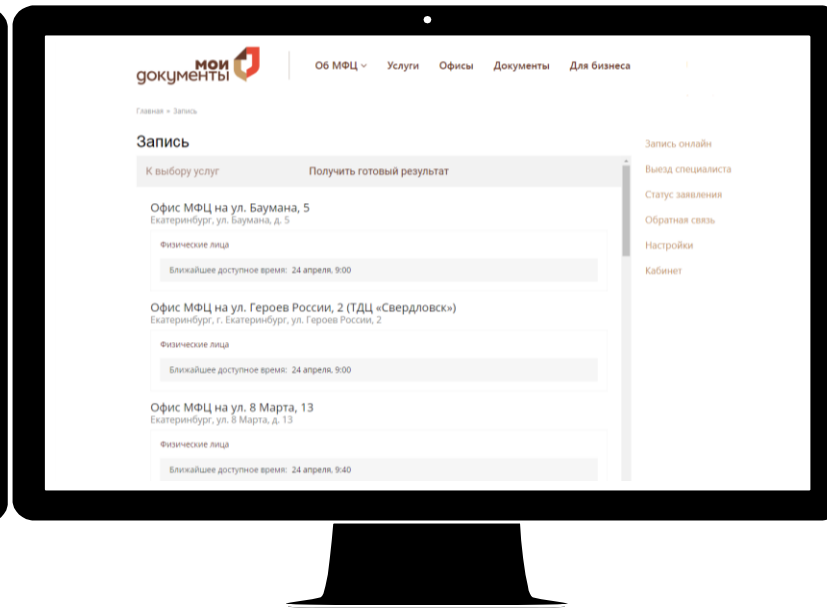 мои
документы
Об МФЦ Услуги Офисы Документы Для бизнеса
Главная » Запись
Запись
К выбору услуг Получить готовый результат
Офис МФЦ на ул. Баумана, 5
Екатеринбург, ул. Баумана, д. 5
Физические лица
Ближайшее доступное время: 24 апреля, 9:00
Офис МФЦ на ул. Героев России, 2 (ТДЦ «Свердловск»)
Екатеринбург, г. Екатеринбург, ул. Героев России, 2
Физические лица
Ближайшее доступное время: 24 апреля, 9:00
Офис МФЦ на ул. 8 Марта, 13
Екатеринбург, ул. 8 Марта, д. 13
Физические лица
Ближайшее доступное время: 24 апреля, 9:40
Запись онлайн
Выезд специалиста
Статус заявления
Обратная связь
Настройки
Кабинет